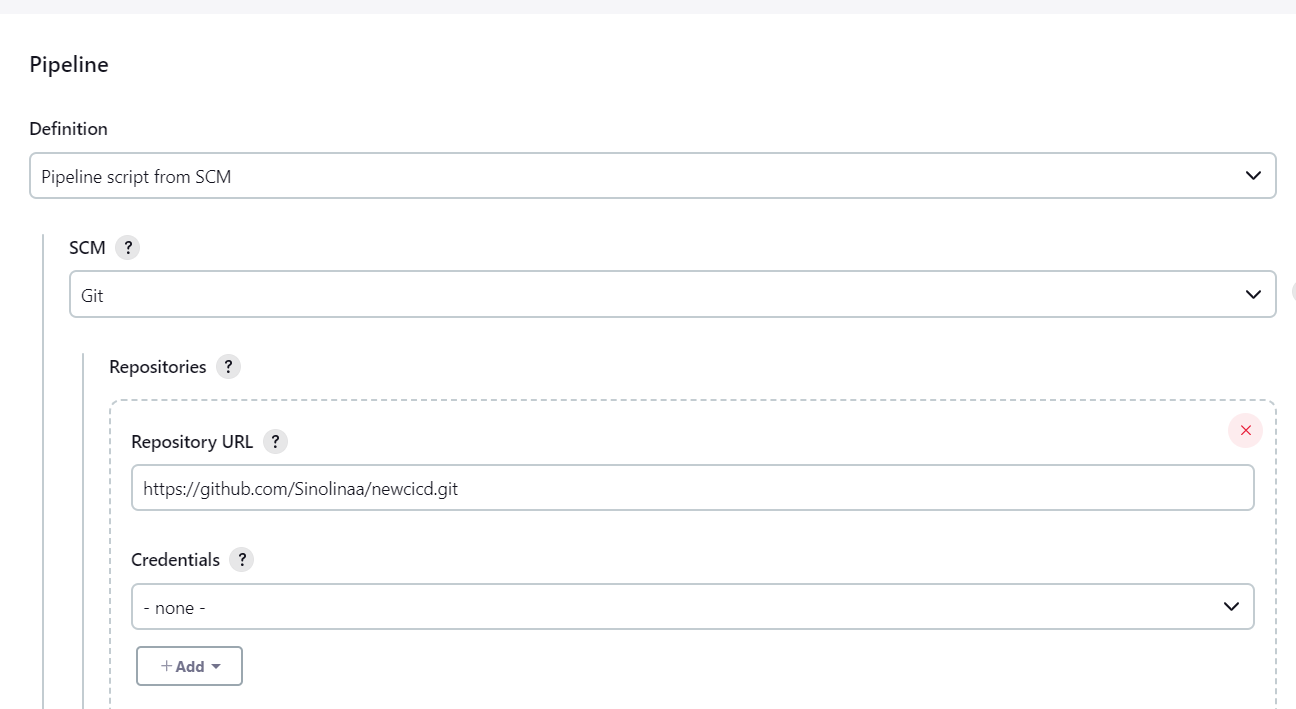 Pipeline
Definition
Pipeline script from SCM
SCM ?
Git
Repositories ?
Repository URL ?
https://github.com/Sinolinaa/newcicd.git
Credentials ?
- none -
+ Add